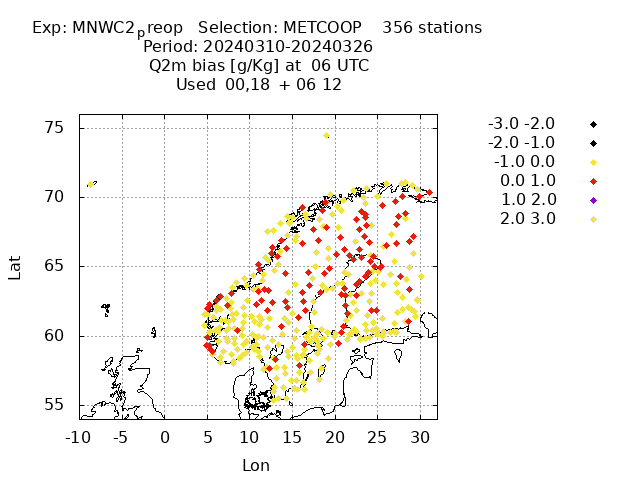 Exp: MNWC2preop Selection: METCOOP 356 stations
Period: 20240310-20240326
Q2m bias [g/Kg] at 06 UTC
Used 00,18 + 06 12
-3.0 -2.0
-2.0 -1.0
-1.0 0.0
0.0 1.0
1.0 2.0
2.0 3.0
75
70
65
60
55
Lat
-10 -5 0 5 10 15 20 25 30
Lon